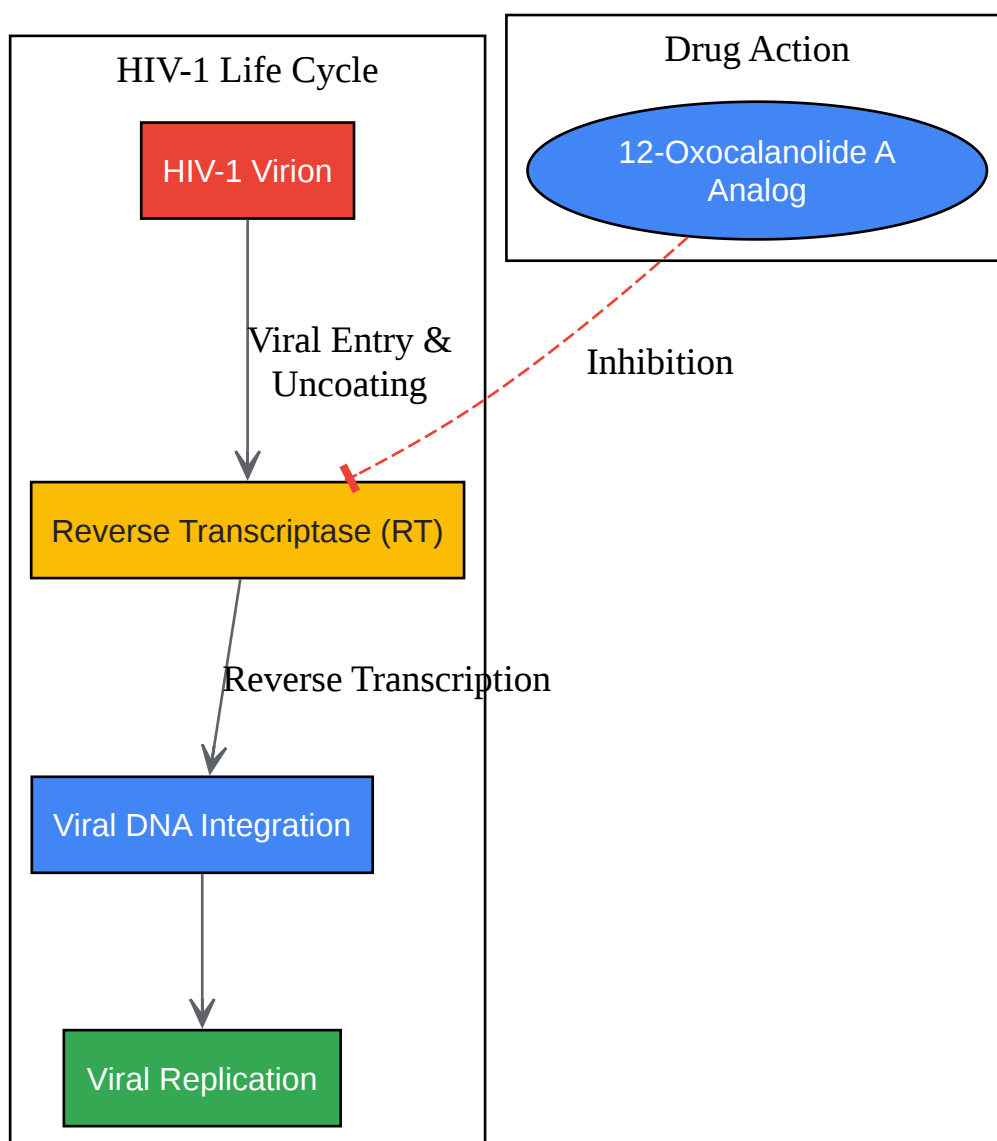 HIV-1 Life Cycle
HIV-1 Virion
Viral Entry &
Uncoating
Reverse Transcriptase (RT)
Reverse Transcription
Viral DNA Integration
Viral Replication
Drug Action
12-Oxocalanolide A
Analog
Inhibition